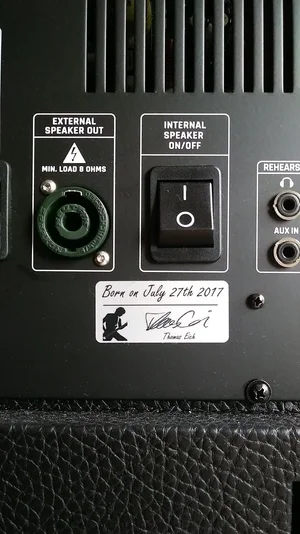 EXTERNAL
SPEAKER OUT
MIN. LOAD 8 OHMS
INTERNAL
SPEAKER
ON/OFF
I
O
REHEARS
AUX IN
Born on July 27th 2017
Thomas Eich